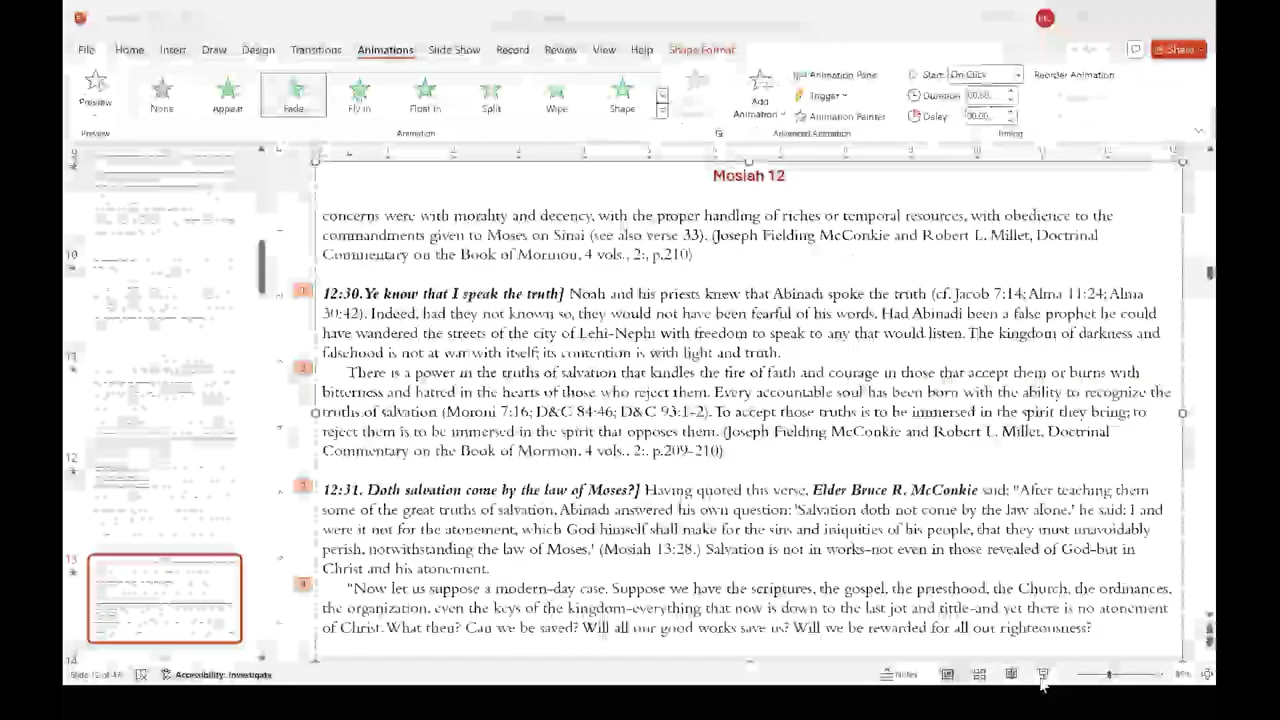 File Home Insert Draw Design Transitions Animations Slide Show Record Review View Help Shape Format Share
Animation Pane Start: On Click Reorder Animation
Preview None Appear Fade Fly In Float In Split Wipe Shape Add Trigger Duration 00.50
Animation Animation Painter Delay: 00.00
Preview Animation Advanced Animation Timing
Mosiah 12
concerns were with morality and decency, with the proper handling of riches or temporal resources, with obedience to the
commandments given to Moses on Sinai (see also verse 33). (Joseph Fielding McConkie and Robert L. Millet, Doctrinal
Commentary on the Book of Mormon, 4 vols., 2:, p.210)
12:30. Ye know that I speak the truth] Noah and his priests knew that Abinadi spoke the truth (cf. Jacob 7:14; Alma 11:24; Alma
30:42). Indeed, had they not known so, they would not have been fearful of his words. Had Abinadi been a false prophet he could
have wandered the streets of the city of Lehi-Nephi with freedom to speak to any that would listen. The kingdom of darkness and
falsehood is not at war with itself; its contention is with light and truth.
There is a power in the truths of salvation that kindles the fire of faith and courage in those that accept them or burns with
bitterness and hatred in the hearts of those who reject them. Every accountable soul has been born with the ability to recognize the
truths of salvation (Moroni 7:16; D&C 84:46; D&C 93:1-2). To accept those truths is to be immersed in the spirit they bring; to
reject them is to be immersed in the spirit that opposes them. (Joseph Fielding McConkie and Robert L. Millet, Doctrinal
Commentary on the Book of Mormon, 4 vols., 2:, p.209-210)
12:31. Doth salvation come by the law of Moses?] Having quoted this verse, Elder Bruce R. McConkie said: "After teaching them
some of the great truths of salvation, Abinadi answered his own question: 'Salvation doth not come by the law alone,' he said; I and
were it not for the atonement, which God himself shall make for the sins and iniquities of his people, that they must unavoidably
perish, notwithstanding the law of Moses.' (Mosiah 13:28.) Salvation is not in works–not even in those revealed of God–but in
Christ and his atonement.
"Now let us suppose a modern-day case. Suppose we have the scriptures, the gospel, the priesthood, the Church, the ordinances,
the organization, even the keys of the kingdom–everything that now is down to the last jot and tittle–and yet there is no atonement
of Christ. What then? Can we be saved? Will all our good works save us? Will we be rewarded for all our righteousness?
10
11
12
13
14
Accessibility: Investigate Notes